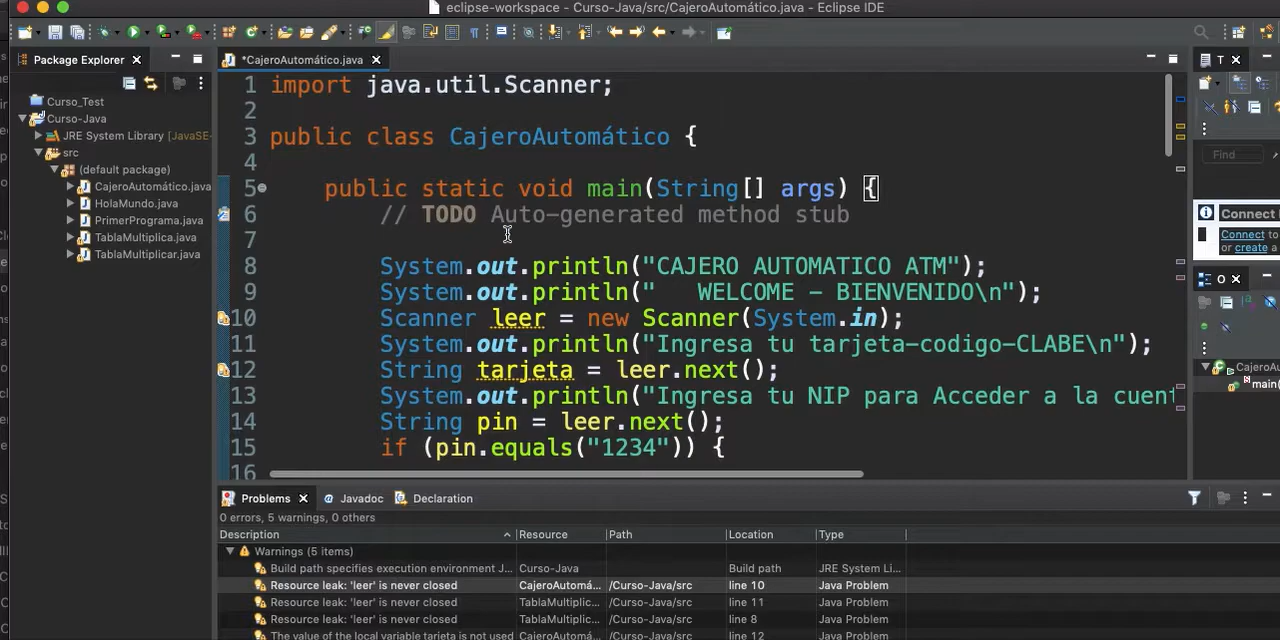 eclipse-workspace - Curso-Java/src/CajeroAutomático.java - Eclipse IDE
Package Explorer
*CajeroAutomático.java
T
Curso_Test
Curso-Java
JRE System Library [JavaSE-
src
(default package)
CajeroAutomático.java
HolaMundo.java
PrimerPrograma.java
TablaMultiplica.java
TablaMultiplicar.java
1 import java.util.Scanner;
2
3 public class CajeroAutomático {
4
5 public static void main(String[] args) {
6 // TODO Auto-generated method stub
7
8 System.out.println("CAJERO AUTOMATICO ATM");
9 System.out.println("   WELCOME - BIENVENIDO\n");
10 Scanner leer = new Scanner(System.in);
11 System.out.println("Ingresa tu tarjeta-codigo-CLABE\n");
12 String tarjeta = leer.next();
13 System.out.println("Ingresa tu NIP para Acceder a la cuent
14 String pin = leer.next();
15 if (pin.equals("1234")) {
16
Find
Connect
Connect to
or create a
O
CajeroAu
main(
Problems
Javadoc
Declaration
0 errors, 5 warnings, 0 others
Description Resource Path Location Type
Warnings (5 items)
Build path specifies execution environment J... Curso-Java Build path JRE System Li...
Resource leak: 'leer' is never closed CajeroAutomá... /Curso-Java/src line 10 Java Problem
Resource leak: 'leer' is never closed TablaMultiplic... /Curso-Java/src line 11 Java Problem
Resource leak: 'leer' is never closed TablaMultiplic... /Curso-Java/src line 8 Java Problem
The value of the local variable tarjeta is not used CajeroAutomá... /Curso-Java/src line 12 Java Problem